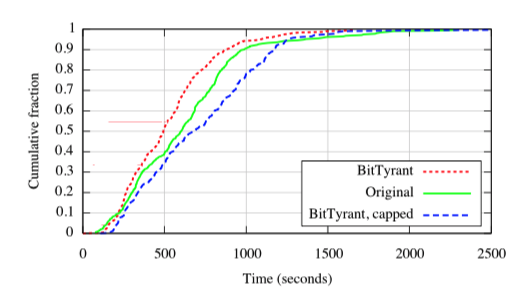 1
0.9
0.8
0.7
0.6
0.5
0.4
0.3
0.2
0.1
0
Cumulative fraction
BitTyrant
Original
BitTyrant, capped
0 500 1000 1500 2000 2500
Time (seconds)